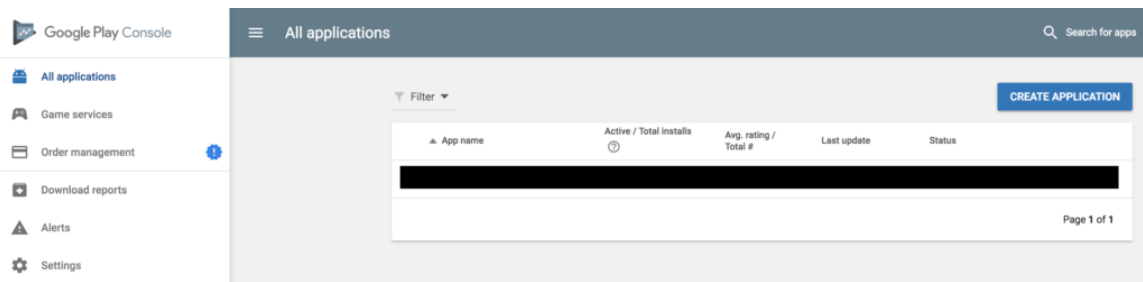 Google Play Console
All applications
Search for apps
All applications
Game services
Order management
Download reports
Alerts
Settings
Filter
CREATE APPLICATION
App name
Active / Total installs
Avg. rating /
Total #
Last update
Status
Page 1 of 1